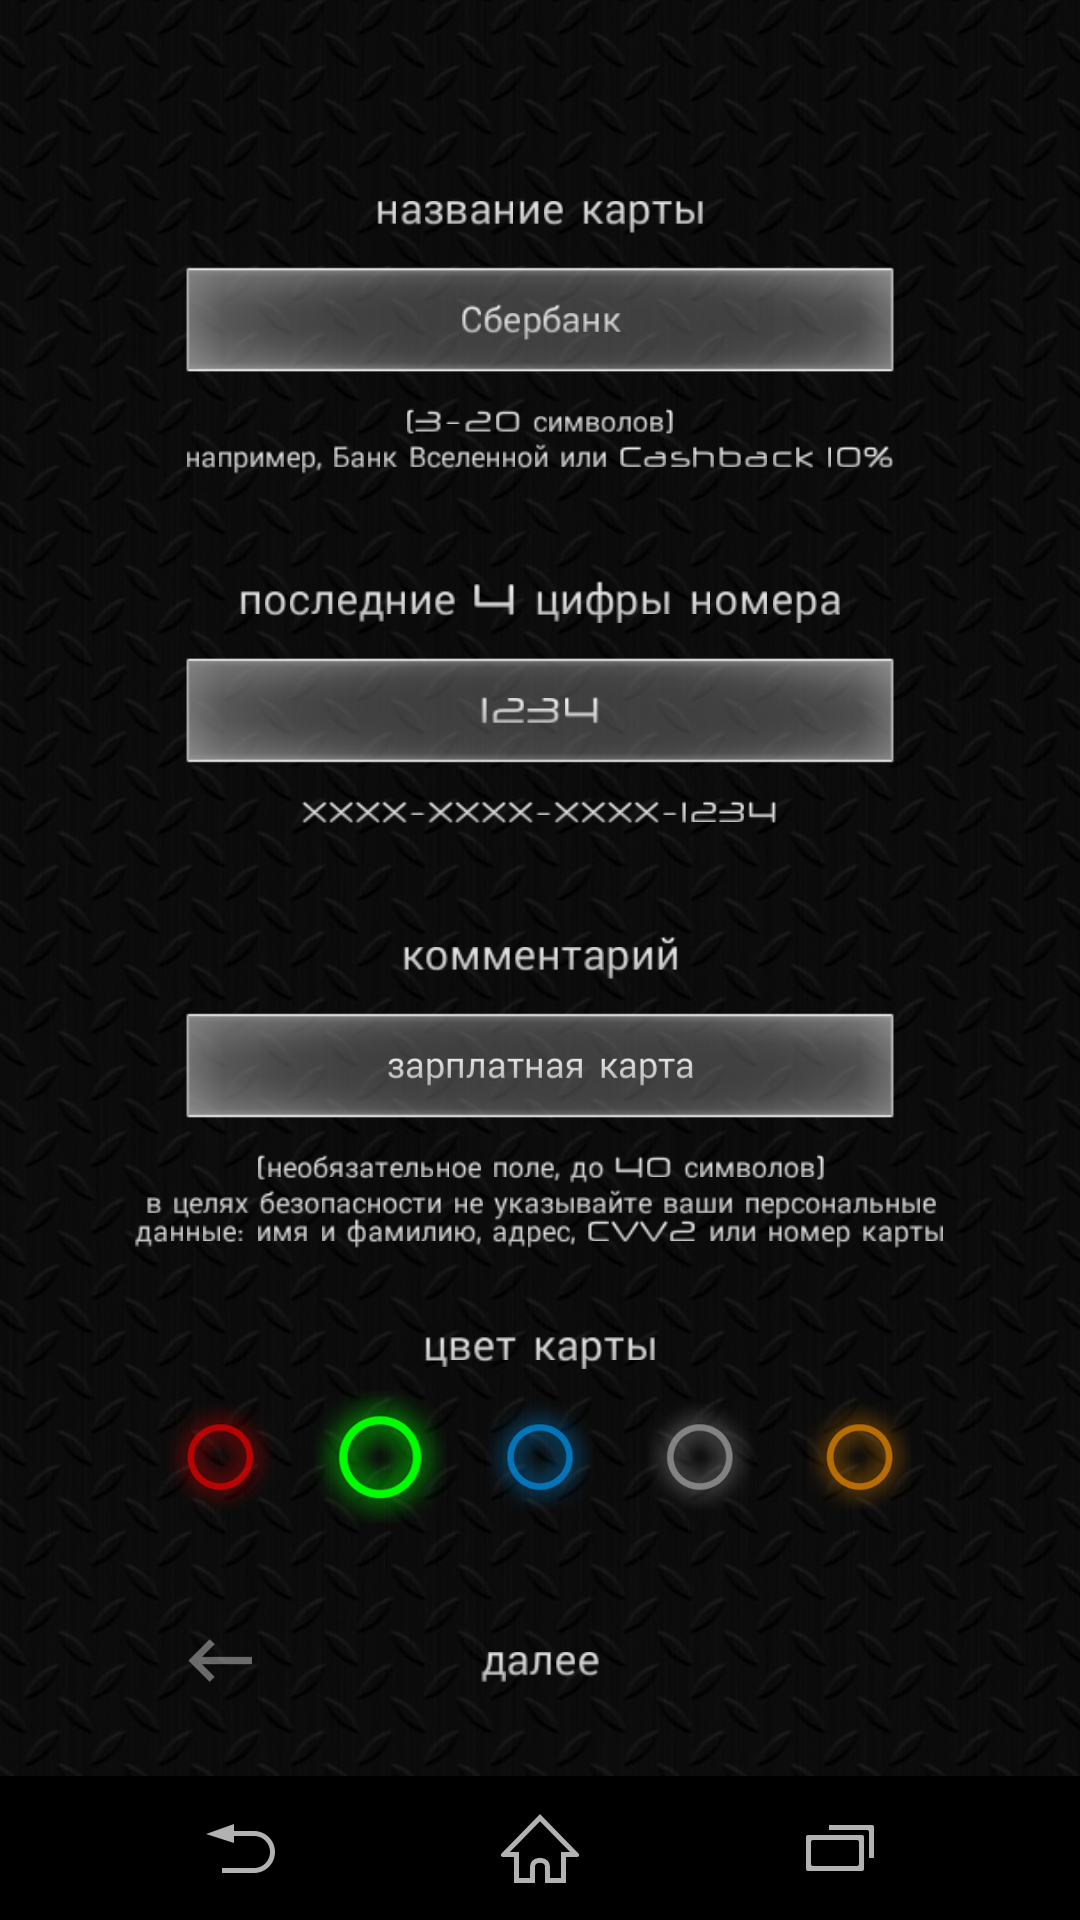 название карты
Сбербанк
(3-20 символов)
например, Банк Вселенной или Cashback 10%
последние 4 цифры номера
1234
XXXX-XXXX-XXXX-1234
комментарий
зарплатная карта
(необязательное поле, до 40 символов)
в целях безопасности не указывайте ваши персональные
данные: имя и фамилию, адрес, CVV2 или номер карты
цвет карты
далее